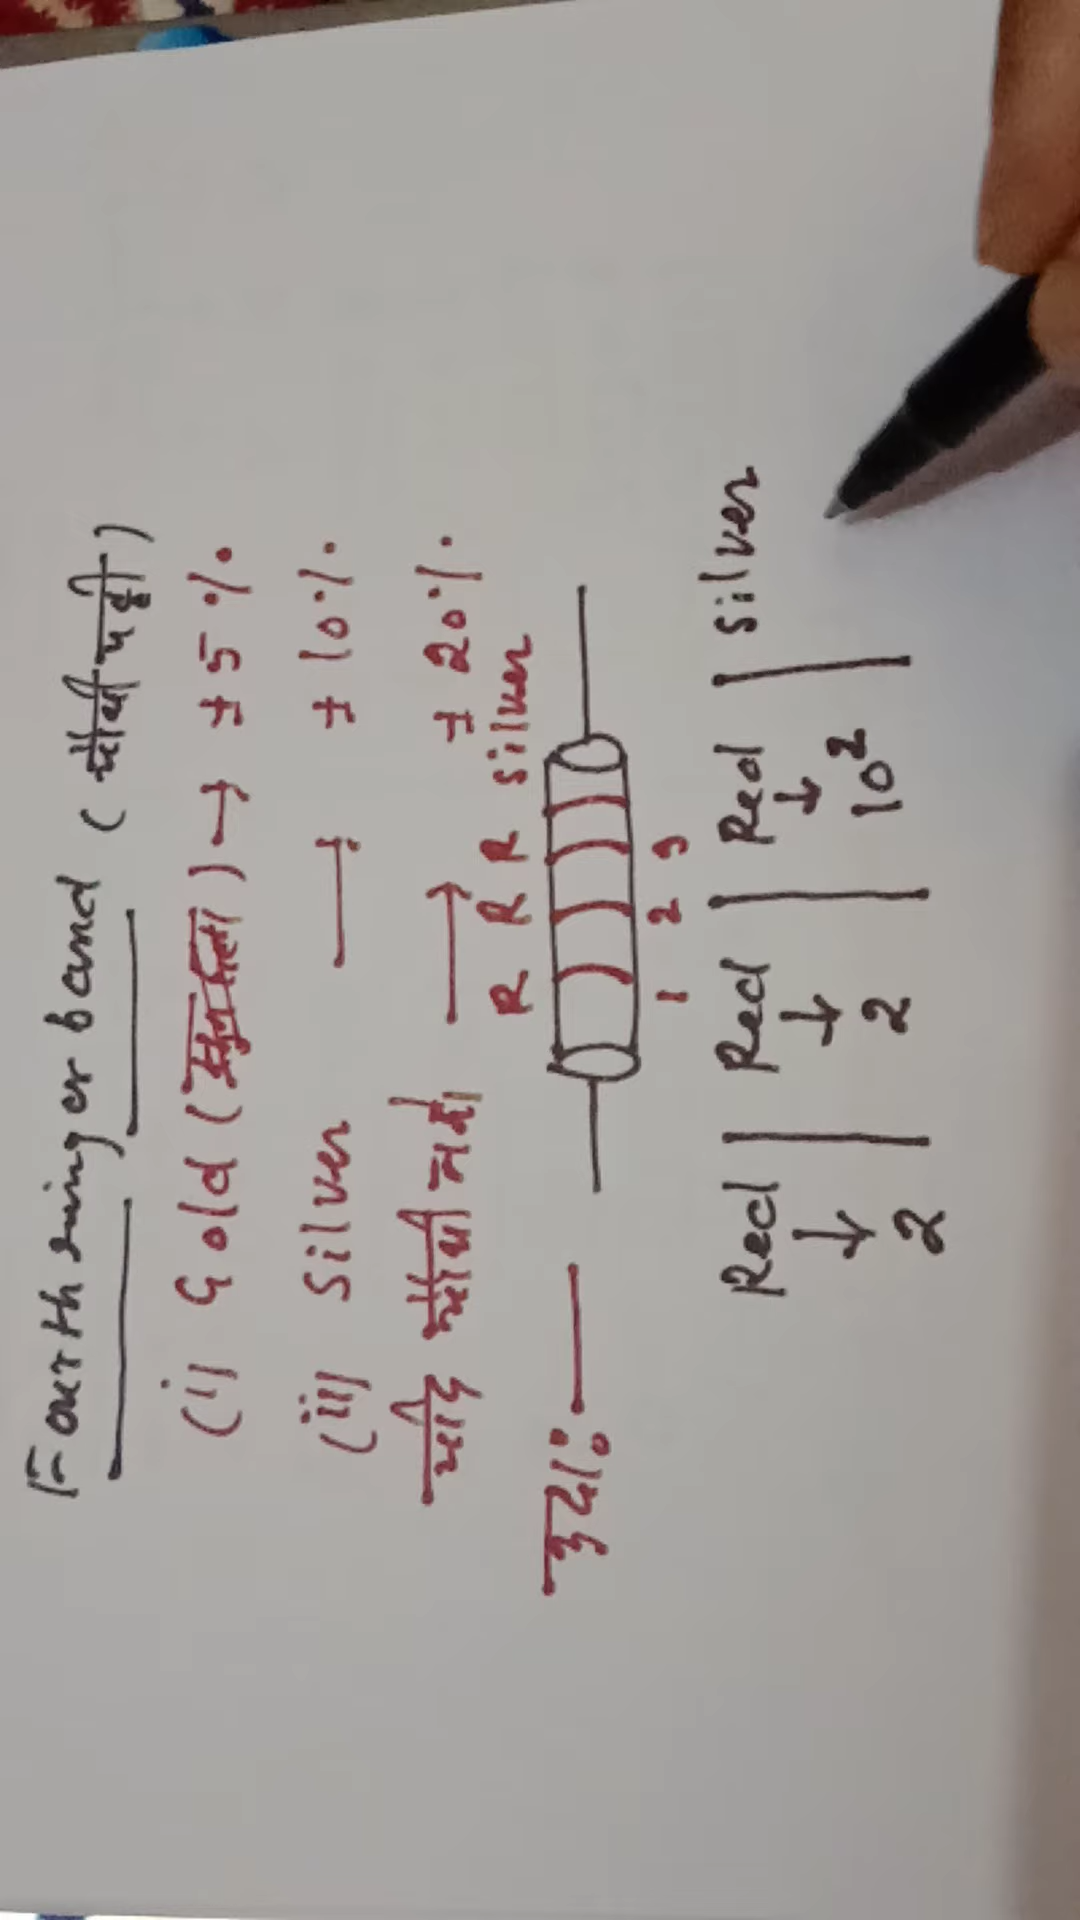 Fourth ring or band (चौथी पट्टी)
(i) Gold (सुनहला) → ± 5 %
(ii) Silver → ± 10 %
यदि चौथी नहीं → ± 20 %
R R R silver
उदा० :—
1 2 3
Red | Red | Red | silver
↓ ↓ ↓
2 | 2 | 10²